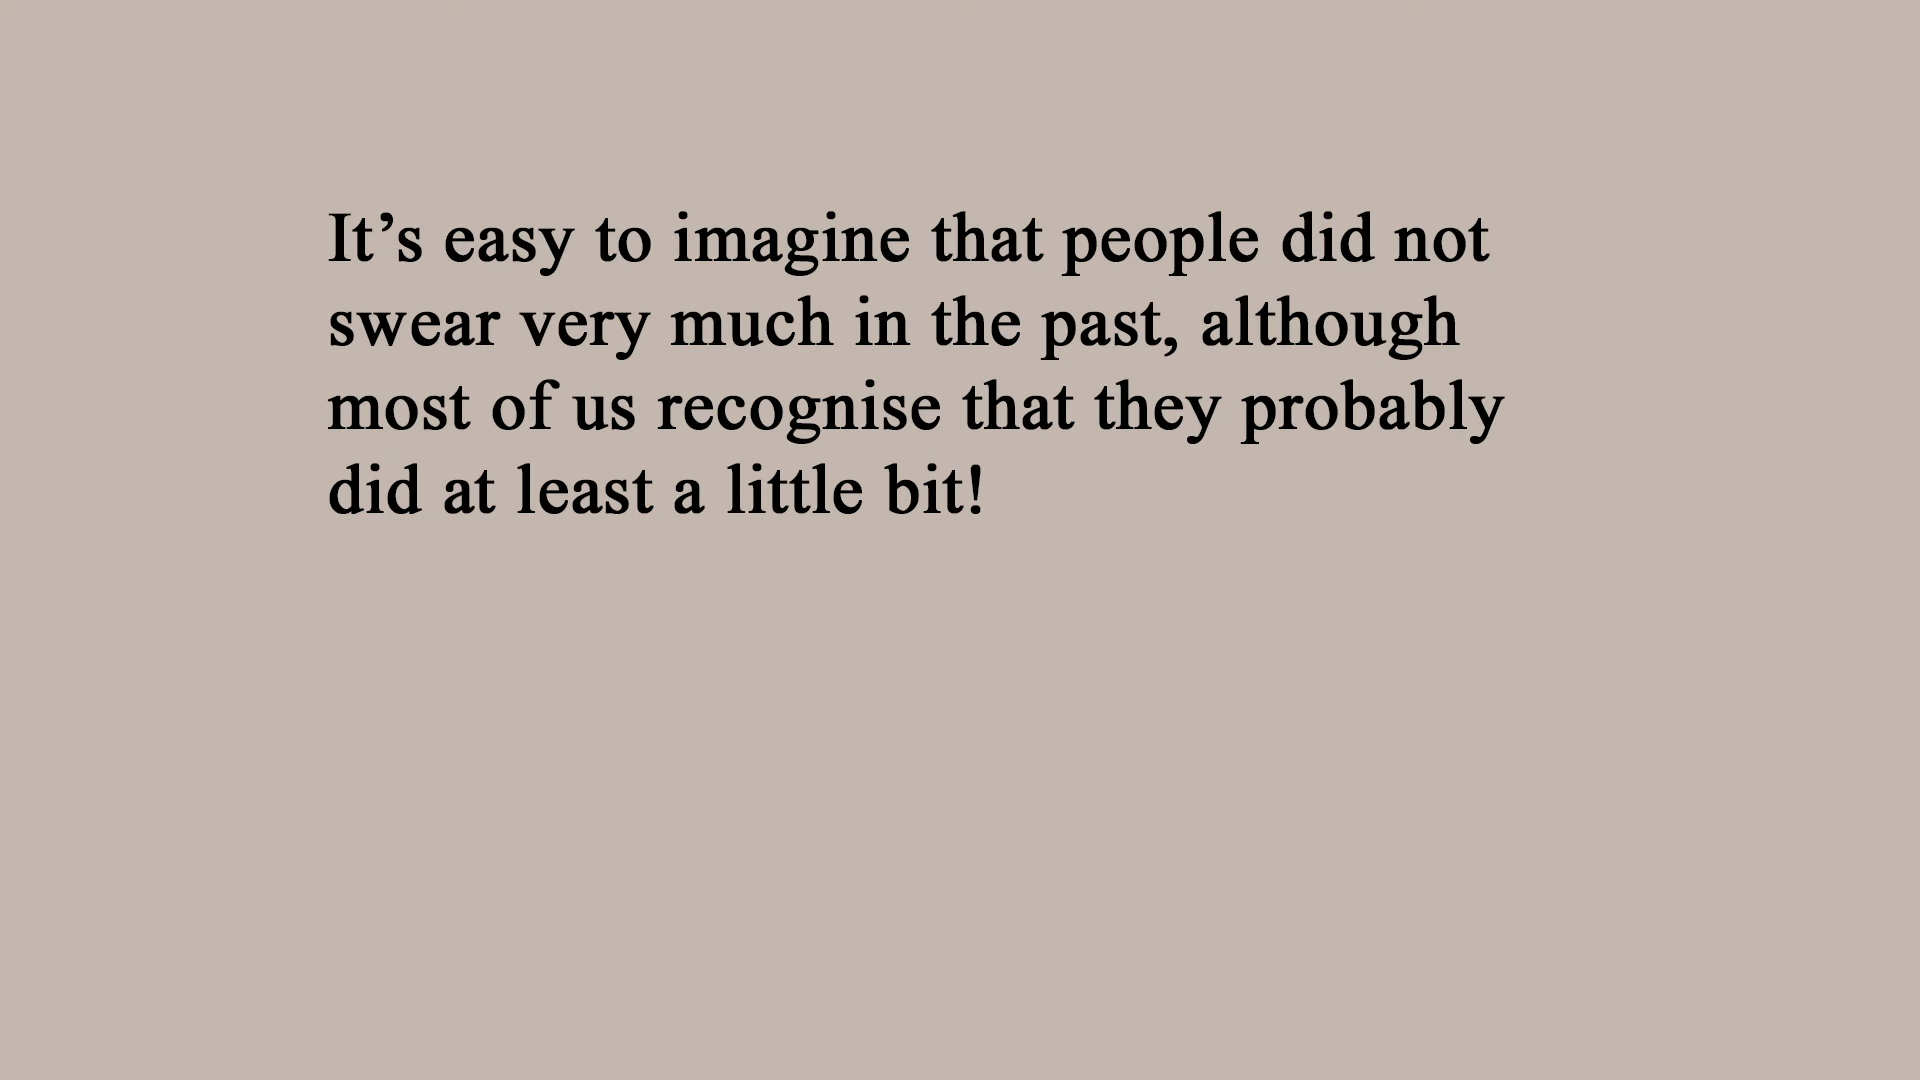 It’s easy to imagine that people did not
swear very much in the past, although
most of us recognise that they probably
did at least a little bit!